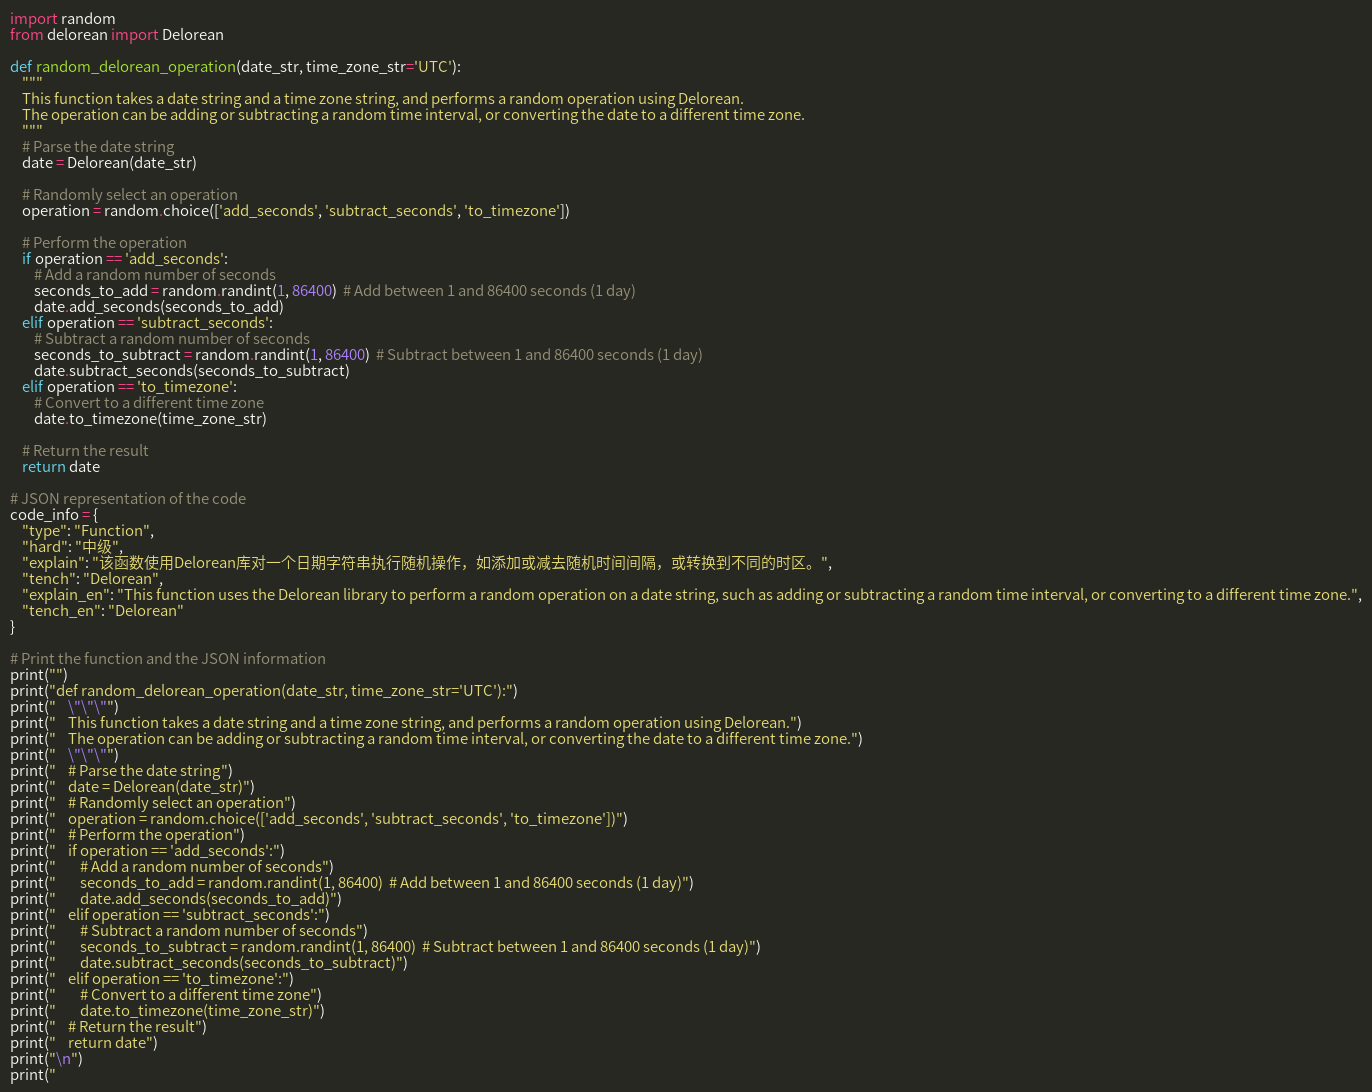 import random
from delorean import Delorean

def random_delorean_operation(date_str, time_zone_str='UTC'):
    """
    This function takes a date string and a time zone string, and performs a random operation using Delorean.
    The operation can be adding or subtracting a random time interval, or converting the date to a different time zone.
    """
    # Parse the date string
    date = Delorean(date_str)

    # Randomly select an operation
    operation = random.choice(['add_seconds', 'subtract_seconds', 'to_timezone'])

    # Perform the operation
    if operation == 'add_seconds':
        # Add a random number of seconds
        seconds_to_add = random.randint(1, 86400)  # Add between 1 and 86400 seconds (1 day)
        date.add_seconds(seconds_to_add)
    elif operation == 'subtract_seconds':
        # Subtract a random number of seconds
        seconds_to_subtract = random.randint(1, 86400)  # Subtract between 1 and 86400 seconds (1 day)
        date.subtract_seconds(seconds_to_subtract)
    elif operation == 'to_timezone':
        # Convert to a different time zone
        date.to_timezone(time_zone_str)

    # Return the result
    return date

# JSON representation of the code
code_info = {
    "type": "Function",
    "hard": "中级",
    "explain": "该函数使用Delorean库对一个日期字符串执行随机操作，如添加或减去随机时间间隔，或转换到不同的时区。",
    "tench": "Delorean",
    "explain_en": "This function uses the Delorean library to perform a random operation on a date string, such as adding or subtracting a random time interval, or converting to a different time zone.",
    "tench_en": "Delorean"
}

# Print the function and the JSON information
print("")
print("def random_delorean_operation(date_str, time_zone_str='UTC'):")
print("    \"\"\"")
print("    This function takes a date string and a time zone string, and performs a random operation using Delorean.")
print("    The operation can be adding or subtracting a random time interval, or converting the date to a different time zone.")
print("    \"\"\"")
print("    # Parse the date string")
print("    date = Delorean(date_str)")
print("    # Randomly select an operation")
print("    operation = random.choice(['add_seconds', 'subtract_seconds', 'to_timezone'])")
print("    # Perform the operation")
print("    if operation == 'add_seconds':")
print("        # Add a random number of seconds")
print("        seconds_to_add = random.randint(1, 86400)  # Add between 1 and 86400 seconds (1 day)")
print("        date.add_seconds(seconds_to_add)")
print("    elif operation == 'subtract_seconds':")
print("        # Subtract a random number of seconds")
print("        seconds_to_subtract = random.randint(1, 86400)  # Subtract between 1 and 86400 seconds (1 day)")
print("        date.subtract_seconds(seconds_to_subtract)")
print("    elif operation == 'to_timezone':")
print("        # Convert to a different time zone")
print("        date.to_timezone(time_zone_str)")
print("    # Return the result")
print("    return date")
print("\n")
print("